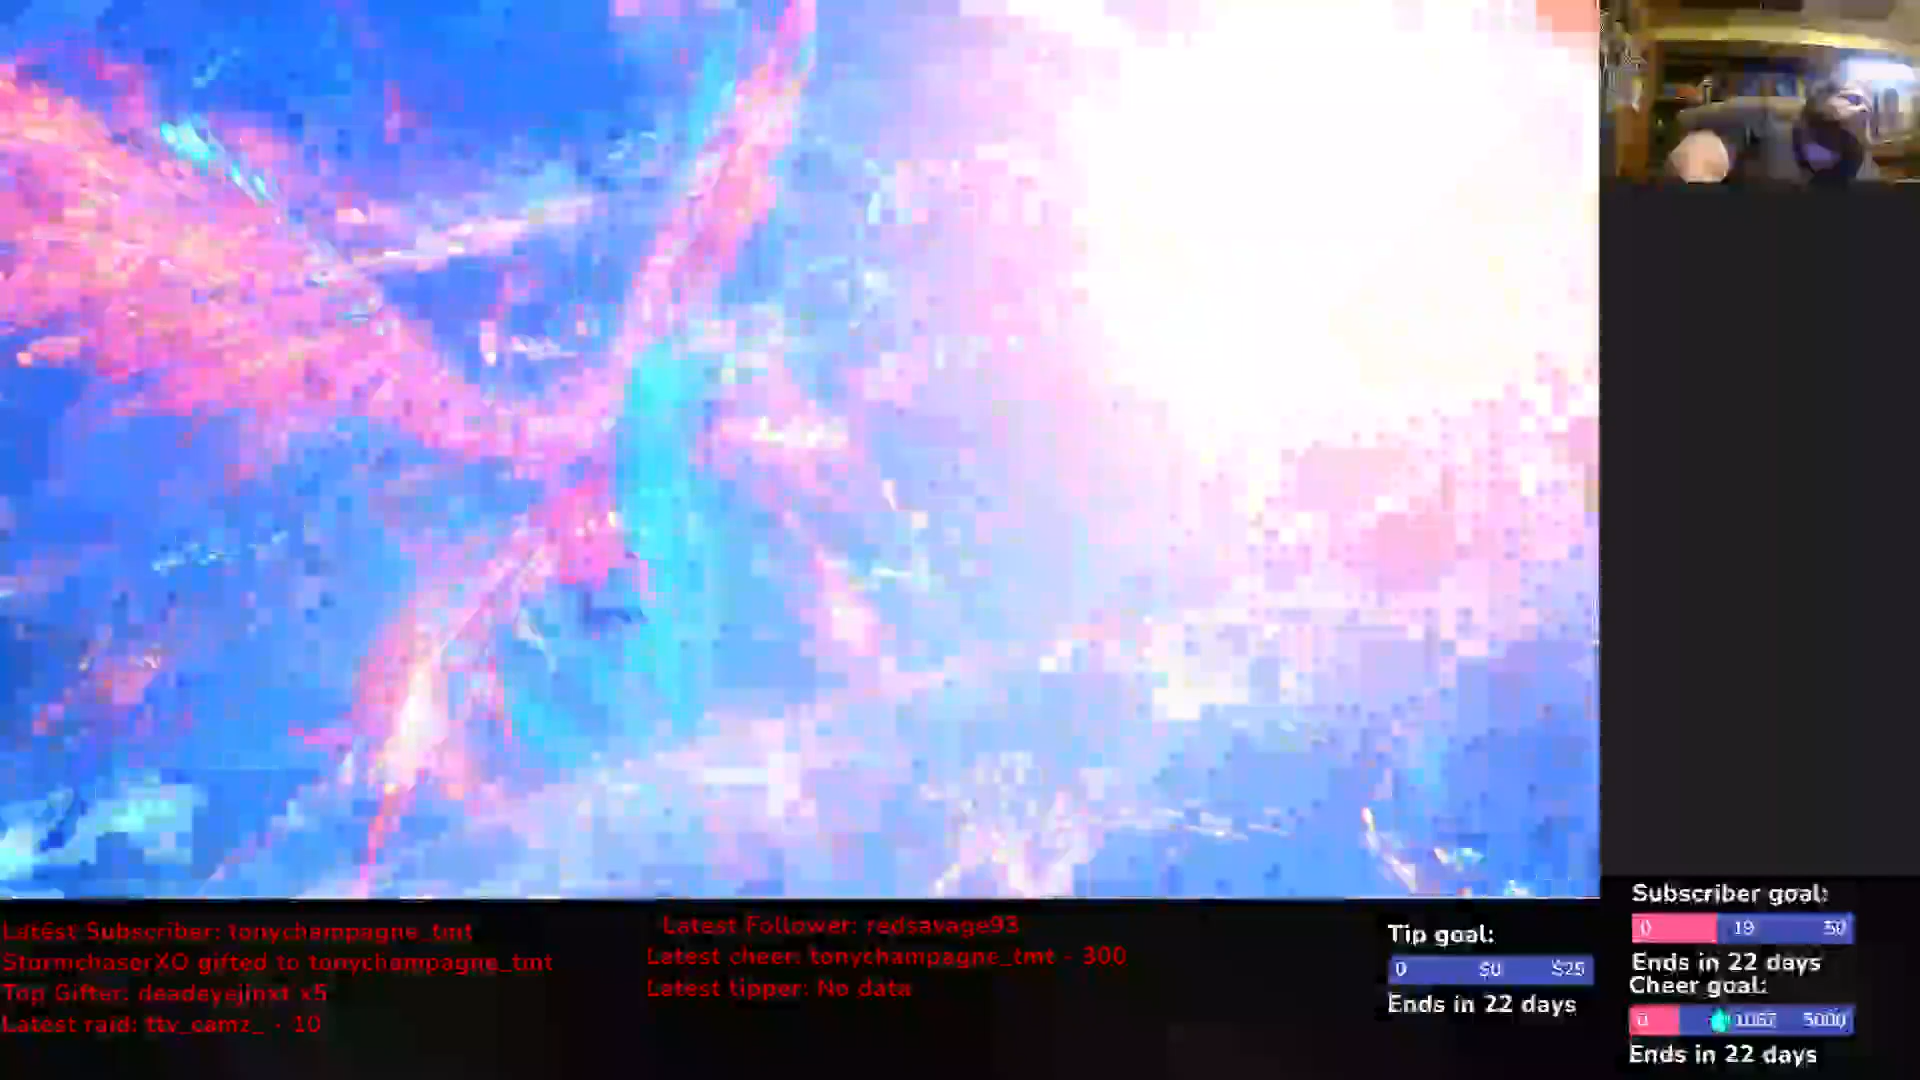 Latest Subscriber: tonychampagne_tmt
StormchaserXO gifted to tonychampagne_tmt
Top Gifter: deadeyejinxt x5
Latest raid: ttv_camz_ - 10
Latest Follower: redsavage93
Latest cheer: tonychampagne_tmt - 300
Latest tipper: No data
Tip goal:
0 $0 $25
Ends in 22 days
Subscriber goal:
0 19 50
Ends in 22 days
Cheer goal:
0 1067 5000
Ends in 22 days